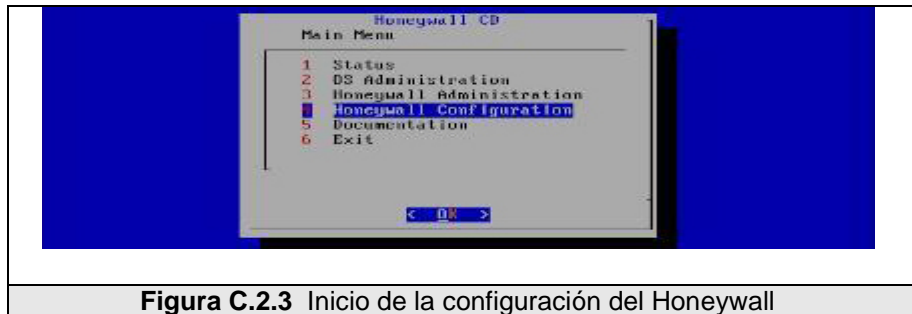 Honeywall CD
Main Menu
1 Status
2 OS Administration
3 Honeywall Administration
4 Honeywall Configuration
5 Documentation
6 Exit
< OK >
Figura C.2.3 Inicio de la configuración del Honeywall